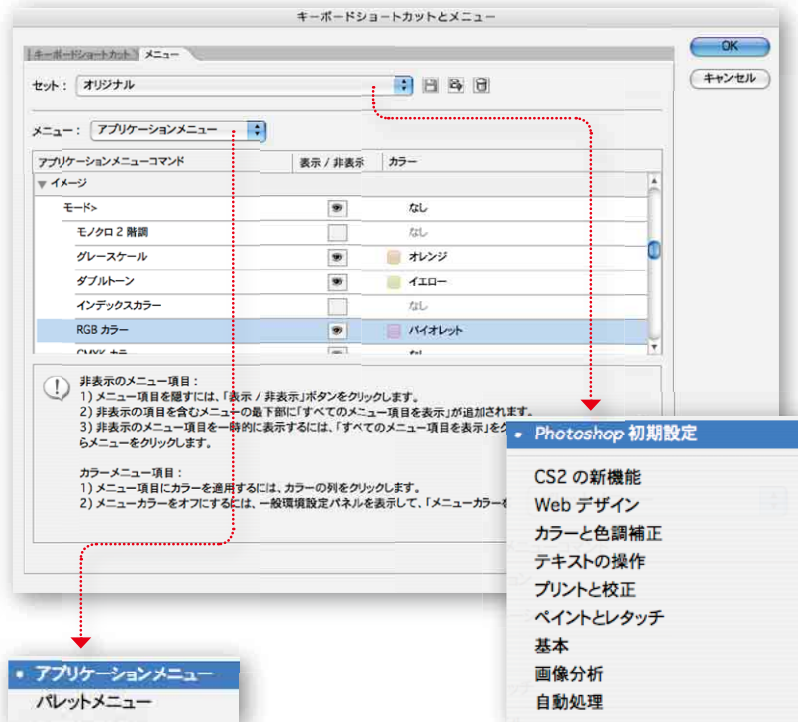 キーボードショートカットとメニュー
キーボードショートカット メニュー
OK
キャンセル
セット： オリジナル
メニュー： アプリケーションメニュー
アプリケーションメニューコマンド 表示 / 非表示 カラー
イメージ
モード> なし
モノクロ 2 階調 なし
グレースケール オレンジ
ダブルトーン イエロー
インデックスカラー なし
RGB カラー バイオレット
CMYK カラー なし
非表示のメニュー項目：
1) メニュー項目を隠すには、「表示 / 非表示」ボタンをクリックします。
2) 非表示の項目を含むメニューの最下部に「すべてのメニュー項目を表示」が追加されます。
3) 非表示のメニュー項目を一時的に表示するには、「すべてのメニュー項目を表示」を
らメニューをクリックします。
カラーメニュー項目：
1) メニュー項目にカラーを適用するには、カラーの列をクリックします。
2) メニューカラーをオフにするには、一般環境設定パネルを表示して、「メニューカラーを
• Photoshop 初期設定
CS2 の新機能
Web デザイン
カラーと色調補正
テキストの操作
プリントと校正
ペイントとレタッチ
基本
画像分析
自動処理
• アプリケーションメニュー
パレットメニュー